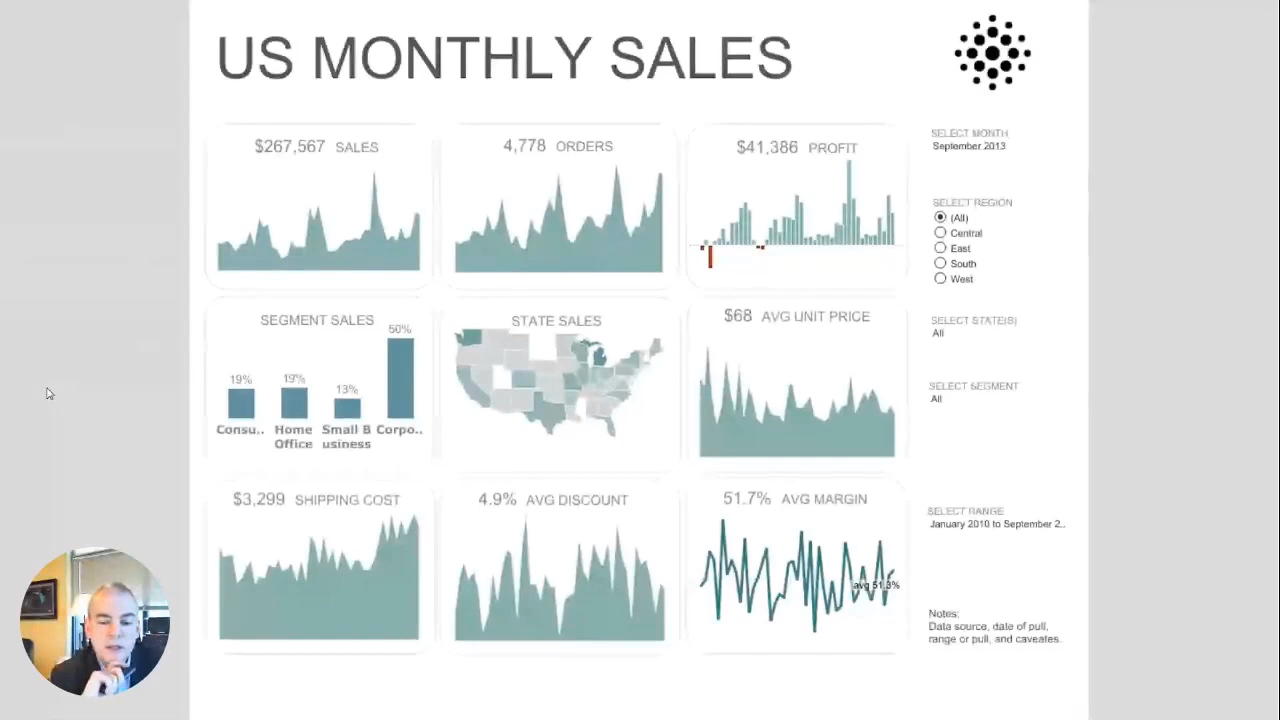 US MONTHLY SALES
$267,567 SALES
4,778 ORDERS
$41,386 PROFIT
SELECT MONTH
September 2013
SELECT REGION
(All)
Central
East
South
West
SEGMENT SALES
50%
19%
19%
13%
Consu..
Home
Office
Small B
usiness
Corpo..
STATE SALES
$68 AVG UNIT PRICE
SELECT STATE(S)
All
SELECT SEGMENT
All
$3,299 SHIPPING COST
4.9% AVG DISCOUNT
51.7% AVG MARGIN
avg 51.3%
SELECT RANGE
January 2010 to September 2..
Notes:
Data source, date of pull,
range or pull, and caveates.